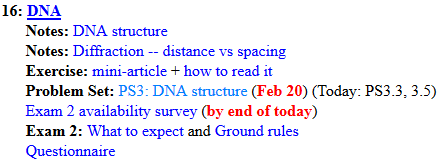 16: DNA
Notes: DNA structure
Notes: Diffraction -- distance vs spacing
Exercise: mini-article + how to read it
Problem Set: PS3: DNA structure (Feb 20) (Today: PS3.3, 3.5)
Exam 2 availability survey (by end of today)
Exam 2: What to expect and Ground rules
Questionnaire